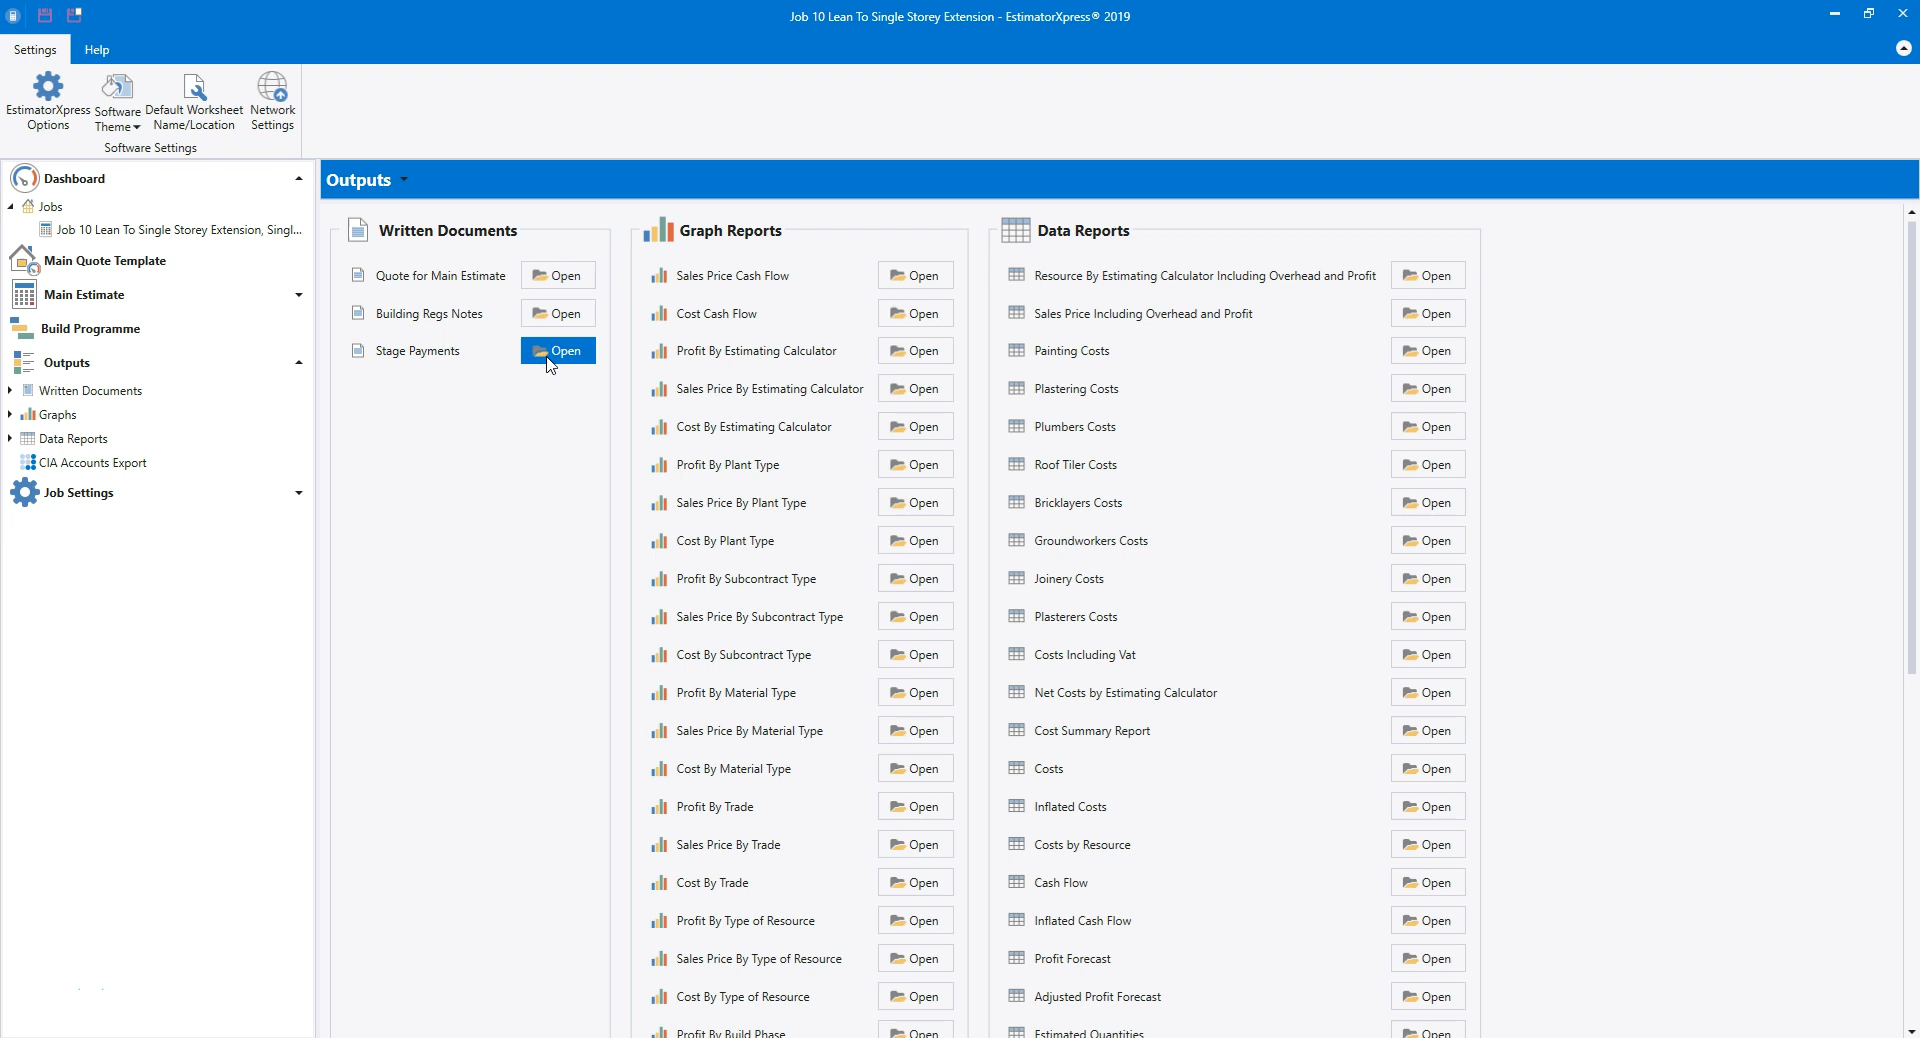 Job 10 Lean To Single Storey Extension - EstimatorXpress® 2019
Settings
Help
EstimatorXpress
Options
Software
Theme
Default Worksheet
Name/Location
Network
Settings
Software Settings
Dashboard
Jobs
Job 10 Lean To Single Storey Extension, Singl...
Main Quote Template
Main Estimate
Build Programme
Outputs
Written Documents
Graphs
Data Reports
CIA Accounts Export
Job Settings
Outputs
Written Documents
Quote for Main Estimate Open
Building Regs Notes Open
Stage Payments Open
Graph Reports
Sales Price Cash Flow Open
Cost Cash Flow Open
Profit By Estimating Calculator Open
Sales Price By Estimating Calculator Open
Cost By Estimating Calculator Open
Profit By Plant Type Open
Sales Price By Plant Type Open
Cost By Plant Type Open
Profit By Subcontract Type Open
Sales Price By Subcontract Type Open
Cost By Subcontract Type Open
Profit By Material Type Open
Sales Price By Material Type Open
Cost By Material Type Open
Profit By Trade Open
Sales Price By Trade Open
Cost By Trade Open
Profit By Type of Resource Open
Sales Price By Type of Resource Open
Cost By Type of Resource Open
Profit By Build Phase Open
Data Reports
Resource By Estimating Calculator Including Overhead and Profit Open
Sales Price Including Overhead and Profit Open
Painting Costs Open
Plastering Costs Open
Plumbers Costs Open
Roof Tiler Costs Open
Bricklayers Costs Open
Groundworkers Costs Open
Joinery Costs Open
Plasterers Costs Open
Costs Including Vat Open
Net Costs by Estimating Calculator Open
Cost Summary Report Open
Costs Open
Inflated Costs Open
Costs by Resource Open
Cash Flow Open
Inflated Cash Flow Open
Profit Forecast Open
Adjusted Profit Forecast Open
Estimated Quantities Open